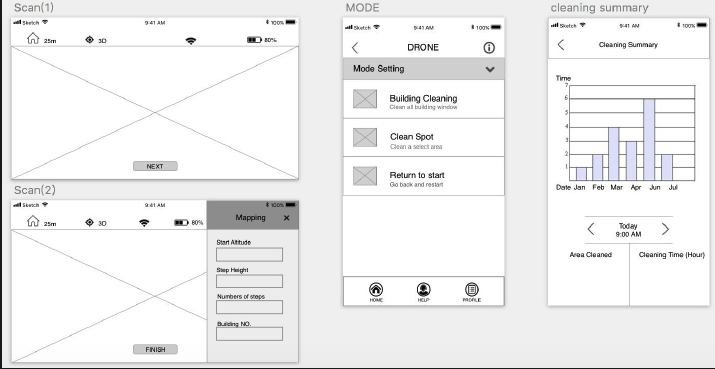 Scan(1)
Sketch 9:41 AM 100%
25m 3D 80%
NEXT
Scan(2)
Sketch 9:41 AM 100%
25m 3D 80%
Mapping ×
Start Altitude
Step Height
Numbers of steps
Building NO.
FINISH
MODE
Sketch 9:41 AM 100%
DRONE
Mode Setting
Building Cleaning
Clean all building window
Clean Spot
Clean a select area
Return to start
Go back and restart
HOME HELP PROFILE
cleaning summary
Sketch 9:41 AM 100%
Cleaning Summary
Time
7
6
5
4
3
2
1
Date Jan Feb Mar Apr Jun Jul
Today
9:00 AM
Area Cleaned Cleaning Time (Hour)